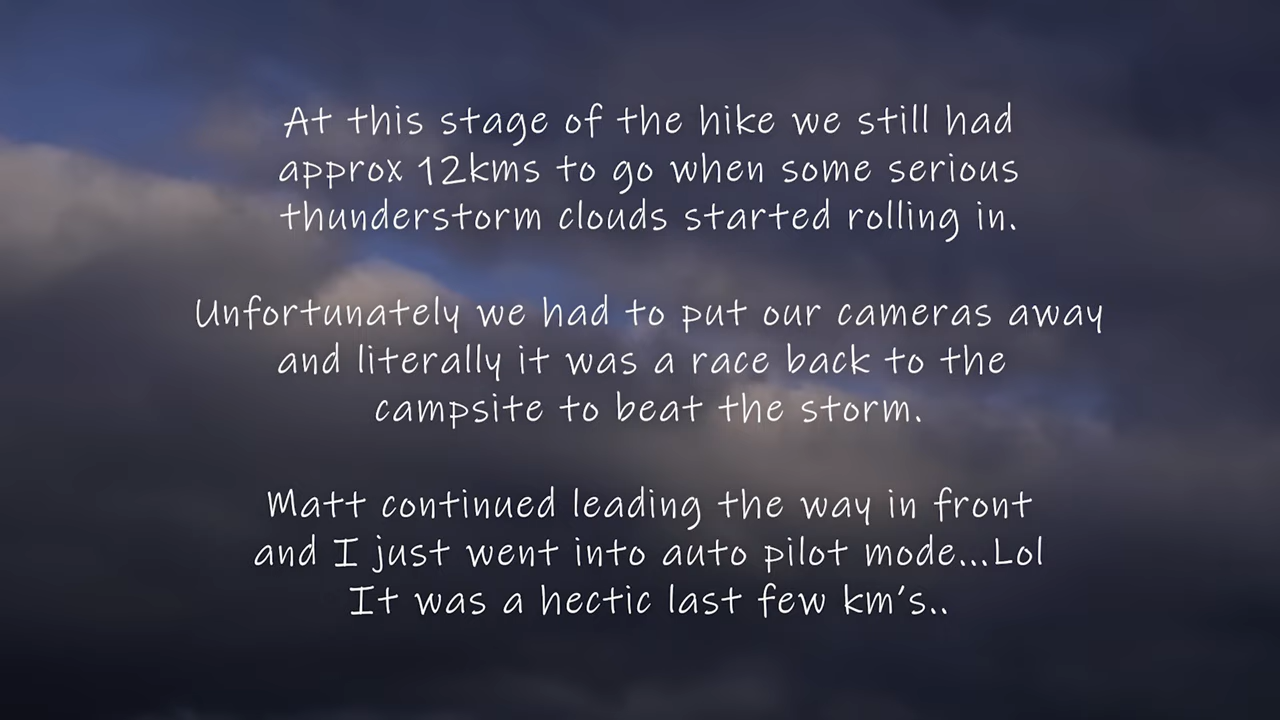 At this stage of the hike we still had
approx 12kms to go when some serious
thunderstorm clouds started rolling in.
Unfortunately we had to put our cameras away
and literally it was a race back to the
campsite to beat the storm.
Matt continued leading the way in front
and I just went into auto pilot mode...Lol
It was a hectic last few km's..